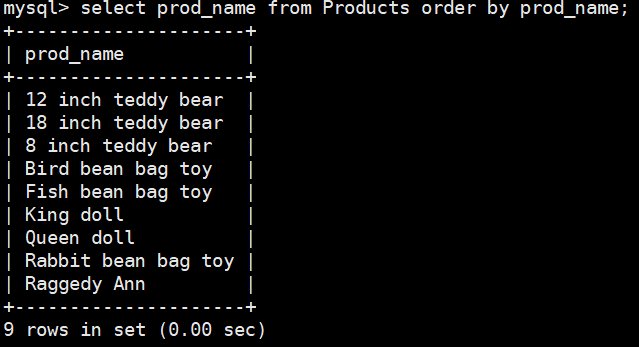 mysql> select prod_name from Products order by prod_name;
+---------------------+
| prod_name           |
+---------------------+
| 12 inch teddy bear  |
| 18 inch teddy bear  |
| 8 inch teddy bear   |
| Bird bean bag toy   |
| Fish bean bag toy   |
| King doll           |
| Queen doll          |
| Rabbit bean bag toy |
| Raggedy Ann         |
+---------------------+
9 rows in set (0.00 sec)